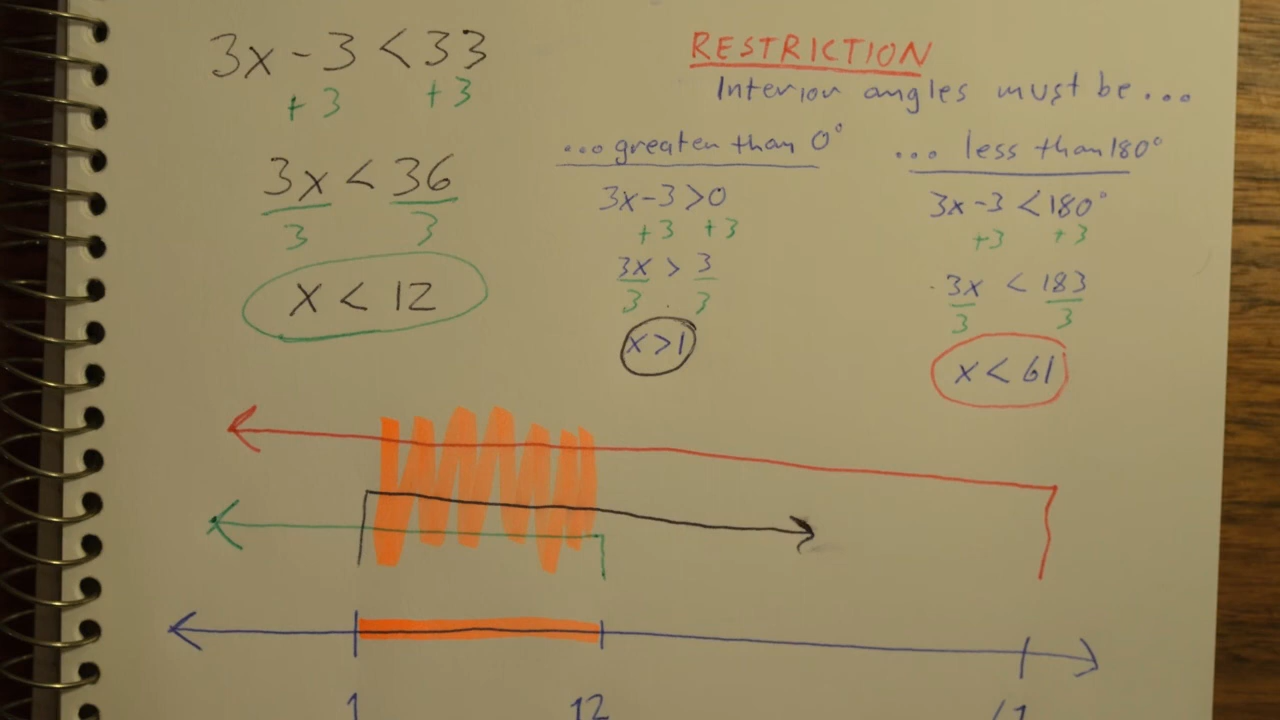 3x - 3 < 33
+3 +3
3x < 36
3 3
x < 12
RESTRICTION
Interior angles must be...
...greater than 0°
3x - 3 > 0
+3 +3
3x > 3
3 3
x > 1
... less than 180°
3x - 3 < 180°
+3 +3
3x < 183
3 3
x < 61
1 12